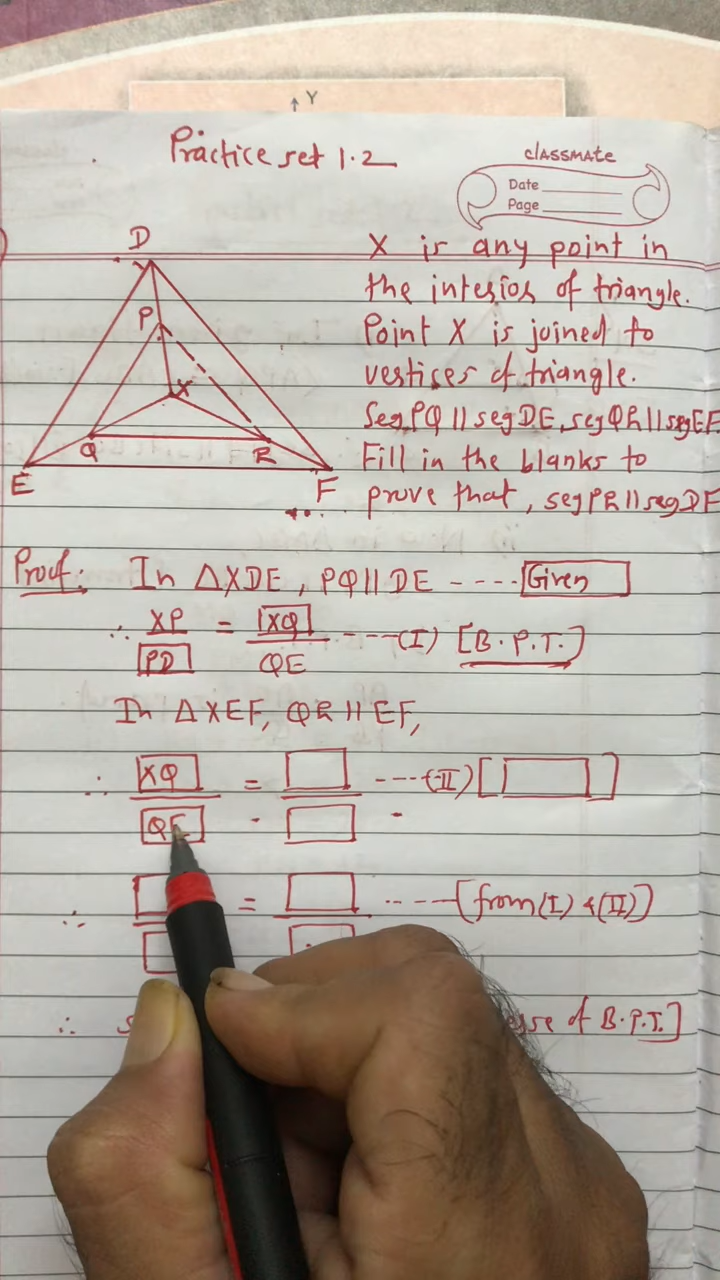 Y
Practice set 1.2
classmate
Date
Page
D
P
X
Q
R
E
F
X is any point in
the interior of triangle.
Point X is joined to
vertices of triangle.
Seg PQ || seg DE, seg QR || seg EF
Fill in the blanks to
prove that, seg PR || seg DF
Proof: In △XDE, PQ || DE ---- Given
∴ XP/PD = XQ/QE ---- (I) [B.P.T.]
In △XEF, QR || EF,
∴ XQ/QE = □/□ ---- (II) [□]
∴ □/□ = □/□ ---- [from (I) & (II)]
∴ of B.P.T.]